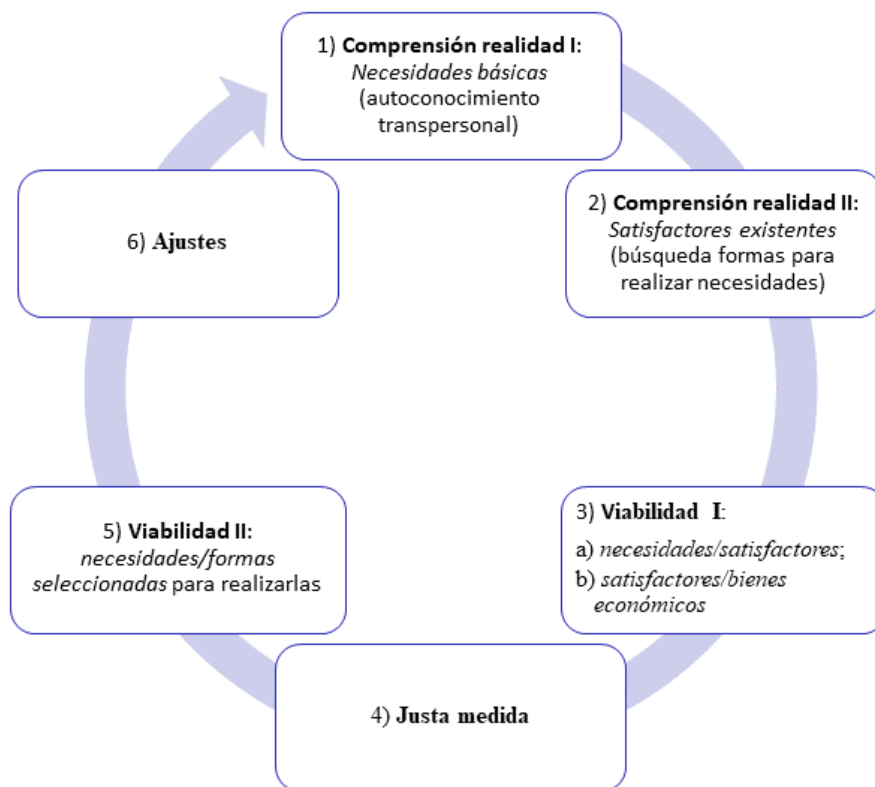 1) Comprensión realidad I:
Necesidades básicas
(autoconocimiento
transpersonal)
2) Comprensión realidad II:
Satisfactores existentes
(búsqueda formas para
realizar necesidades)
3) Viabilidad I:
a) necesidades/satisfactores;
b) satisfactores/bienes
económicos
4) Justa medida
5) Viabilidad II:
necesidades/formas
seleccionadas para realizarlas
6) Ajustes